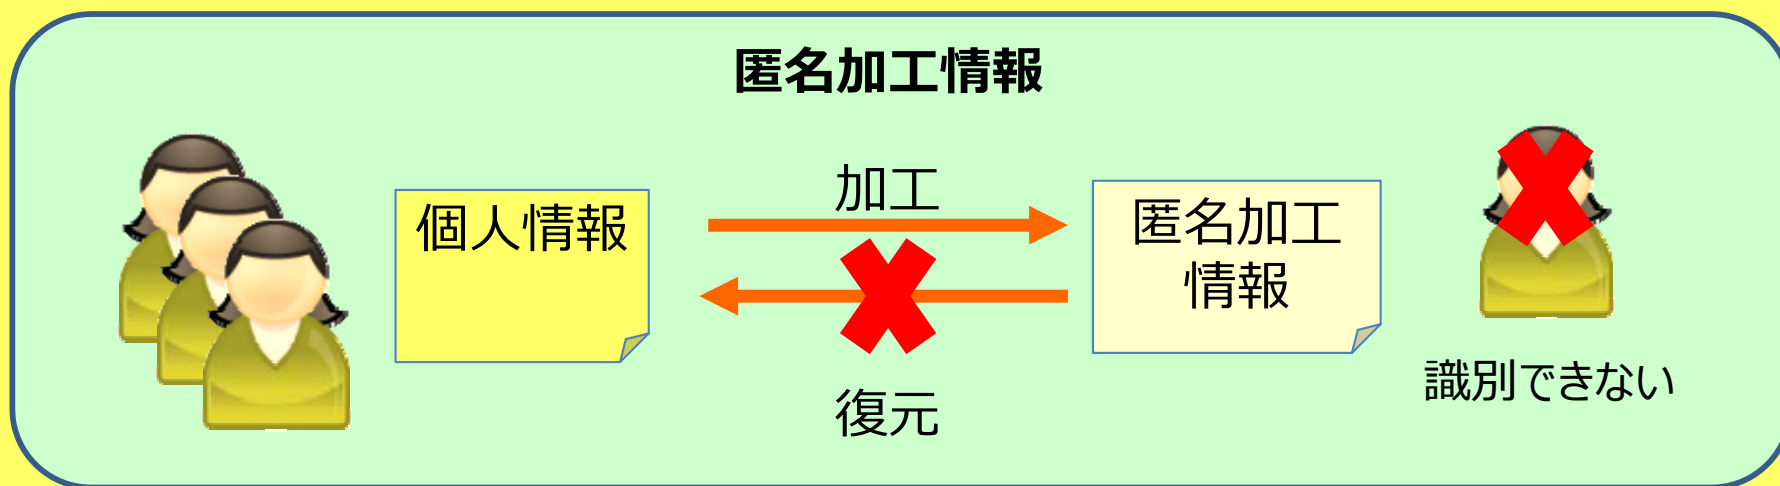 匿名加工情報
加工
個人情報
匿名加工
情報
復元
識別できない